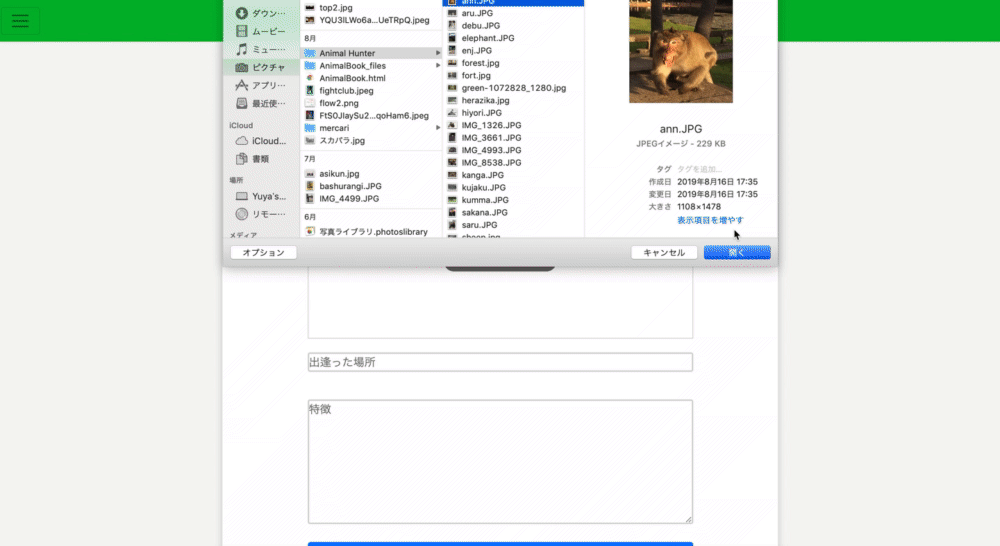 ダウン…
ムービー
ミュー…
ピクチャ
アプリ…
最近使…
iCloud
iCloud…
書類
場所
Yuya's…
リモー…
メディア
top2.jpg
YQU3lLWo6a…UeTRpQ.jpeg
8月
Animal Hunter
AnimalBook_files
AnimalBook.html
fightclub.jpeg
flow2.png
FtS0JIaySu2…qoHam6.jpeg
mercari
スカパラ.jpg
7月
asikun.jpg
bashurangi.JPG
IMG_4499.JPG
6月
写真ライブラリ.photoslibrary
ann.JPG
aru.JPG
debu.JPG
elephant.JPG
enj.JPG
forest.jpg
fort.jpg
green-1072828_1280.jpg
herazika.jpg
hiyori.JPG
IMG_1326.JPG
IMG_3661.JPG
IMG_4993.JPG
IMG_8538.JPG
kanga.JPG
kujaku.JPG
kumma.JPG
sakana.JPG
saru.JPG
sheep.jpg
ann.JPG
JPEGイメージ - 229 KB
タグ タグを追加…
作成日 2019年8月16日 17:35
変更日 2019年8月16日 17:35
大きさ 1108×1478
表示項目を増やす
オプション
キャンセル
開く
出逢った場所
特徴